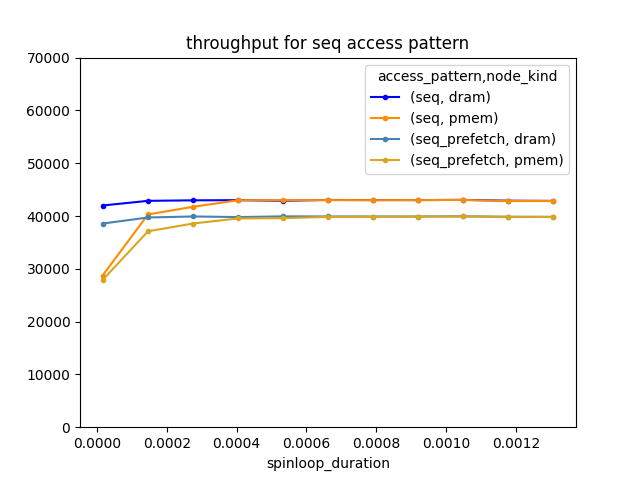 throughput for seq access pattern
70000
60000
50000
40000
30000
20000
10000
0
access_pattern,node_kind
(seq, dram)
(seq, pmem)
(seq_prefetch, dram)
(seq_prefetch, pmem)
0.0000 0.0002 0.0004 0.0006 0.0008 0.0010 0.0012
spinloop_duration